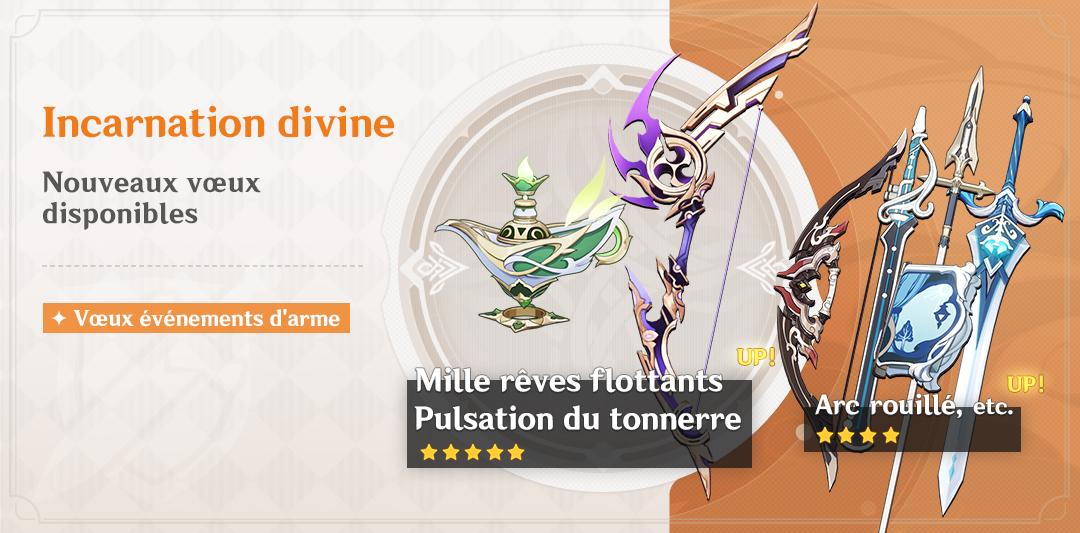 Incarnation divine
Nouveaux vœux
disponibles
✦ Vœux événements d'arme
Mille rêves flottants
Pulsation du tonnerre
★★★★★
UP!
Arc rouillé, etc.
★★★★
UP!